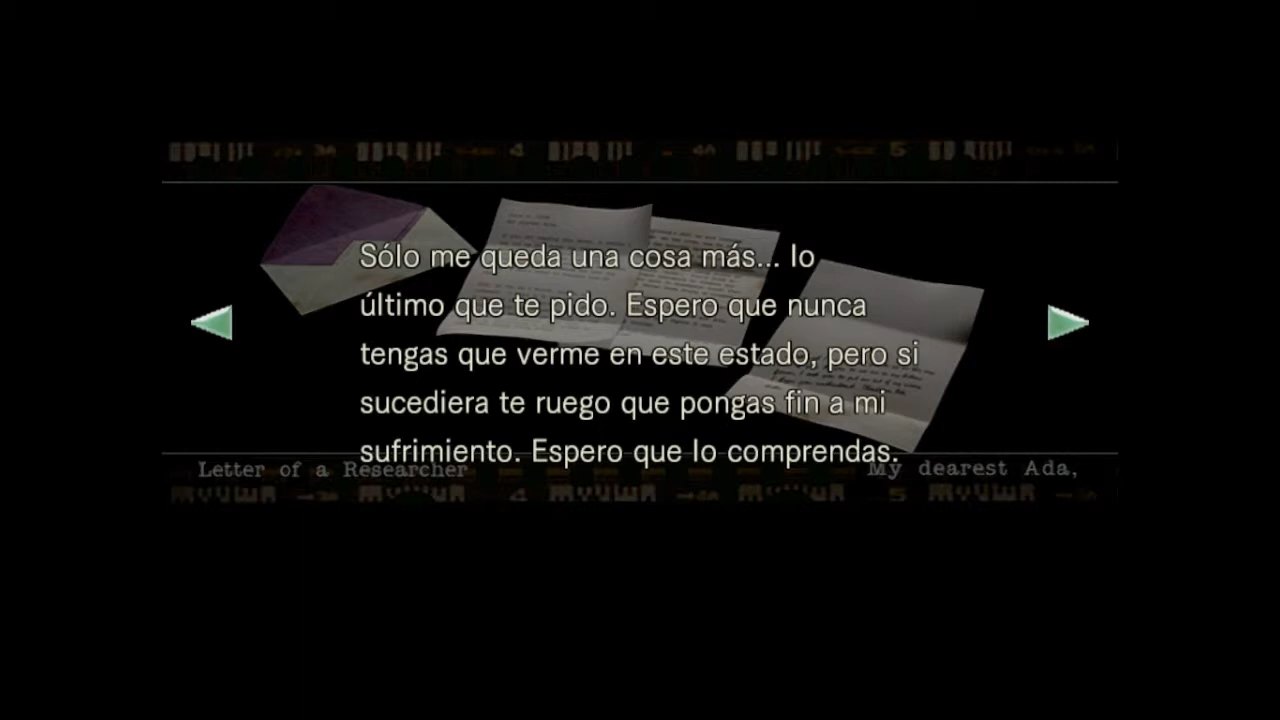 Sólo me queda una cosa más... lo
último que te pido. Espero que nunca
tengas que verme en este estado, pero si
sucediera te ruego que pongas fin a mi
sufrimiento. Espero que lo comprendas.
Letter of a Researcher
My dearest Ada,